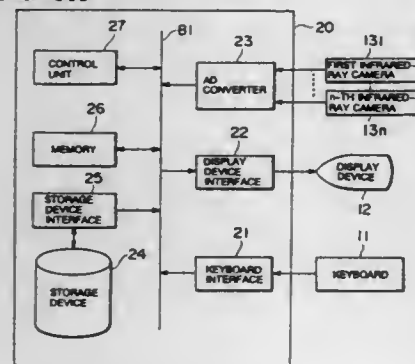 27
B1
23
20
131
CONTROL
UNIT
AD
CONVERTER
FIRST INFRARED-
RAY CAMERA
n-TH INFRARED-
RAY CAMERA
13n
26
MEMORY
22
DISPLAY
DEVICE
INTERFACE
DISPLAY
DEVICE
12
25
STORAGE
DEVICE
INTERFACE
24
STORAGE
DEVICE
21
KEYBOARD
INTERFACE
11
KEYBOARD